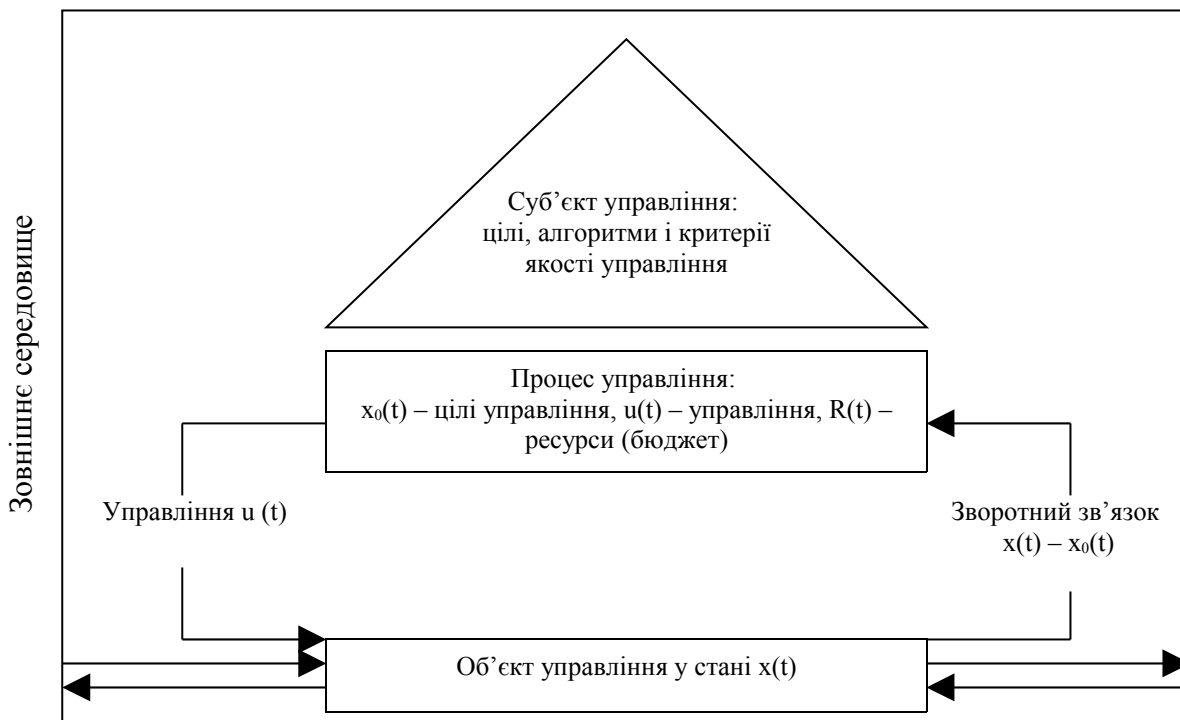 Зовнішнє середовище
Суб’єкт управління:
цілі, алгоритми і критерії
якості управління
Процес управління:
x₀(t) – цілі управління, u(t) – управління, R(t) –
ресурси (бюджет)
Управління u (t)
Зворотний зв’язок
x(t) – x₀(t)
Об’єкт управління у стані x(t)